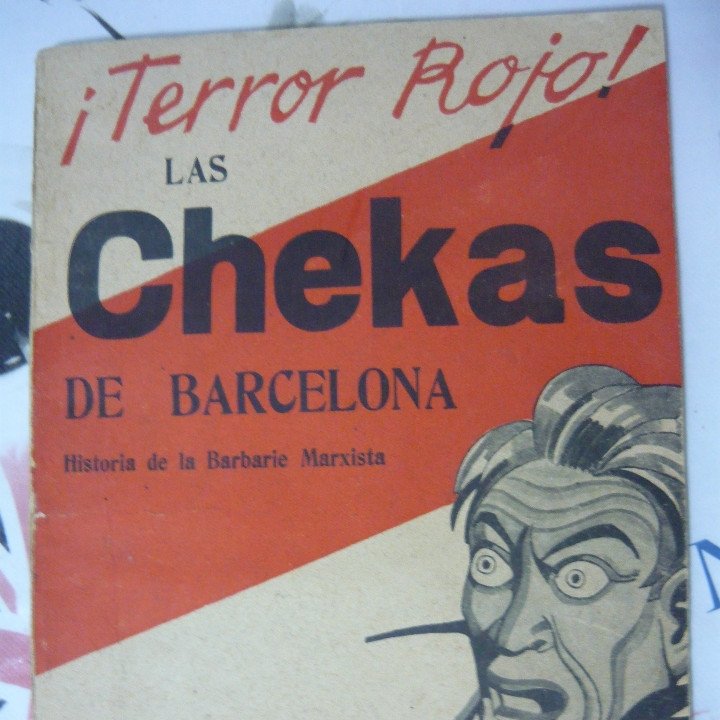 ¡Terror Rojo!
LAS
Chekas
DE BARCELONA
Historia de la Barbarie Marxista